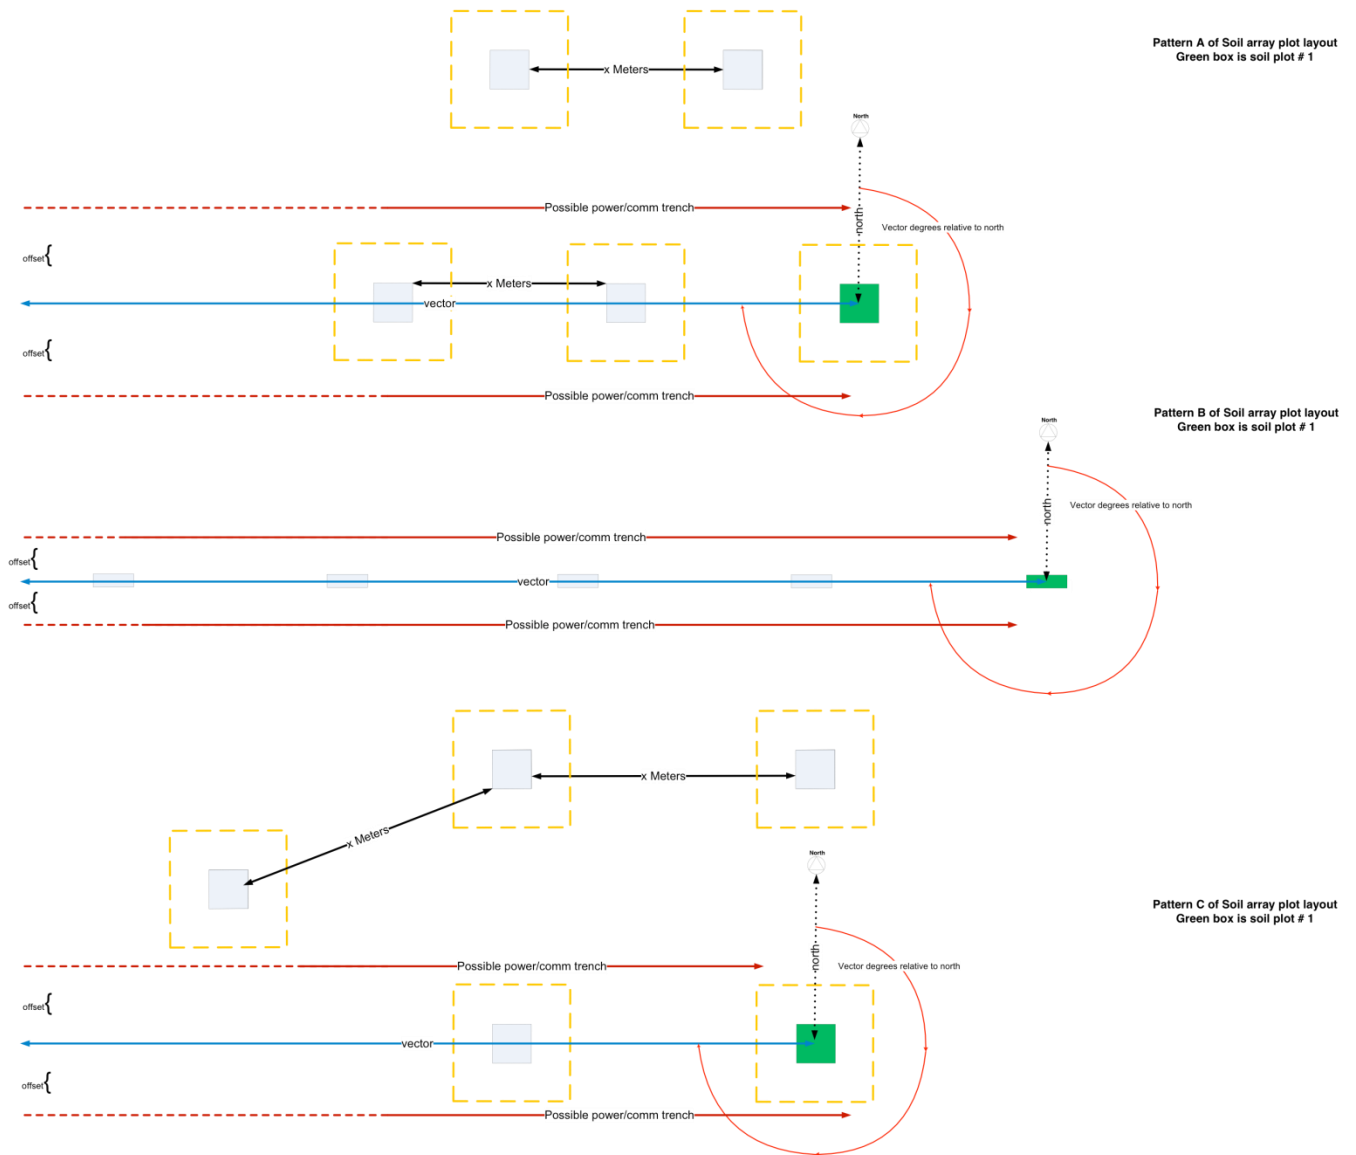 Pattern A of Soil array plot layout
Green box is soil plot # 1
x Meters
North
Possible power/comm trench
north
Vector degrees relative to north
offset{
x Meters
vector
offset{
Possible power/comm trench
Pattern B of Soil array plot layout
Green box is soil plot # 1
North
north
Vector degrees relative to north
Possible power/comm trench
offset{
vector
offset{
Possible power/comm trench
x Meters
x Meters
North
Pattern C of Soil array plot layout
Green box is soil plot # 1
north
Possible power/comm trench
Vector degrees relative to north
offset{
vector
offset{
Possible power/comm trench